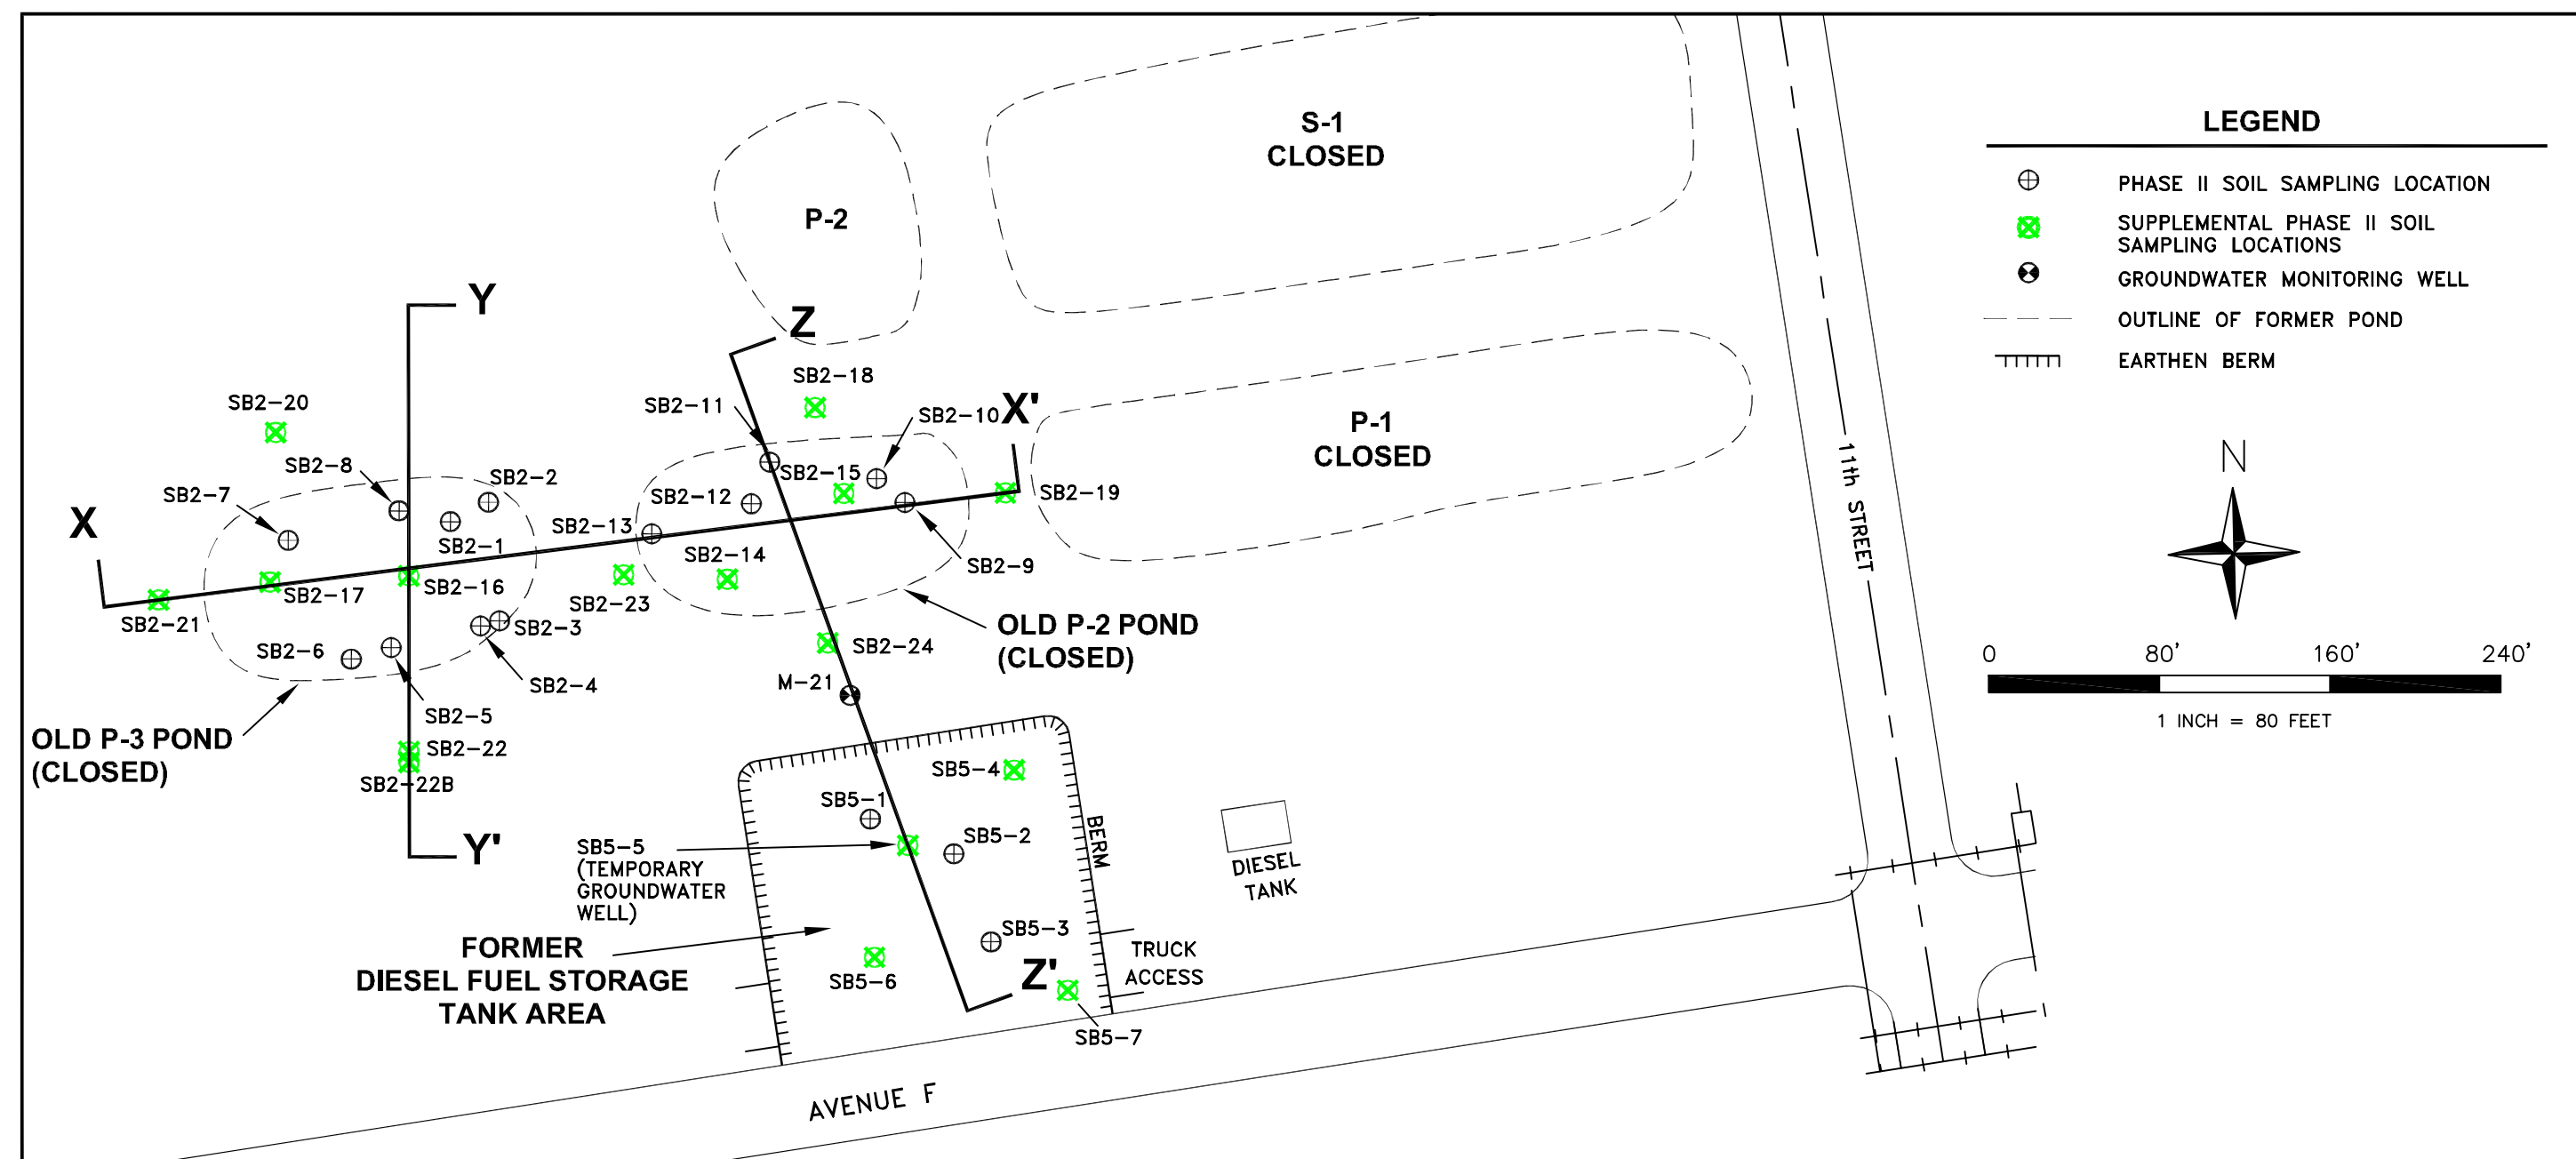 S-1
CLOSED
P-2
LEGEND
PHASE II SOIL SAMPLING LOCATION
SUPPLEMENTAL PHASE II SOIL
SAMPLING LOCATIONS
GROUNDWATER MONITORING WELL
OUTLINE OF FORMER POND
EARTHEN BERM
Y
Z
SB2-18
SB2-20
SB2-11
SB2-10
X'
P-1
CLOSED
11th STREET
N
SB2-8
SB2-2
SB2-7
SB2-15
SB2-12
SB2-19
X
SB2-13
SB2-1
SB2-14
SB2-9
SB2-16
SB2-17
SB2-23
SB2-21
SB2-3
SB2-6
SB2-4
SB2-24
OLD P-2 POND
(CLOSED)
M-21
SB2-5
OLD P-3 POND
(CLOSED)
SB2-22
SB2-22B
Y'
0 80' 160' 240'
1 INCH = 80 FEET
SB5-4
SB5-1
SB5-2
BERM
SB5-5
(TEMPORARY
GROUNDWATER
WELL)
DIESEL
TANK
SB5-3
FORMER
DIESEL FUEL STORAGE
TANK AREA
SB5-6
Z'
TRUCK
ACCESS
SB5-7
AVENUE F